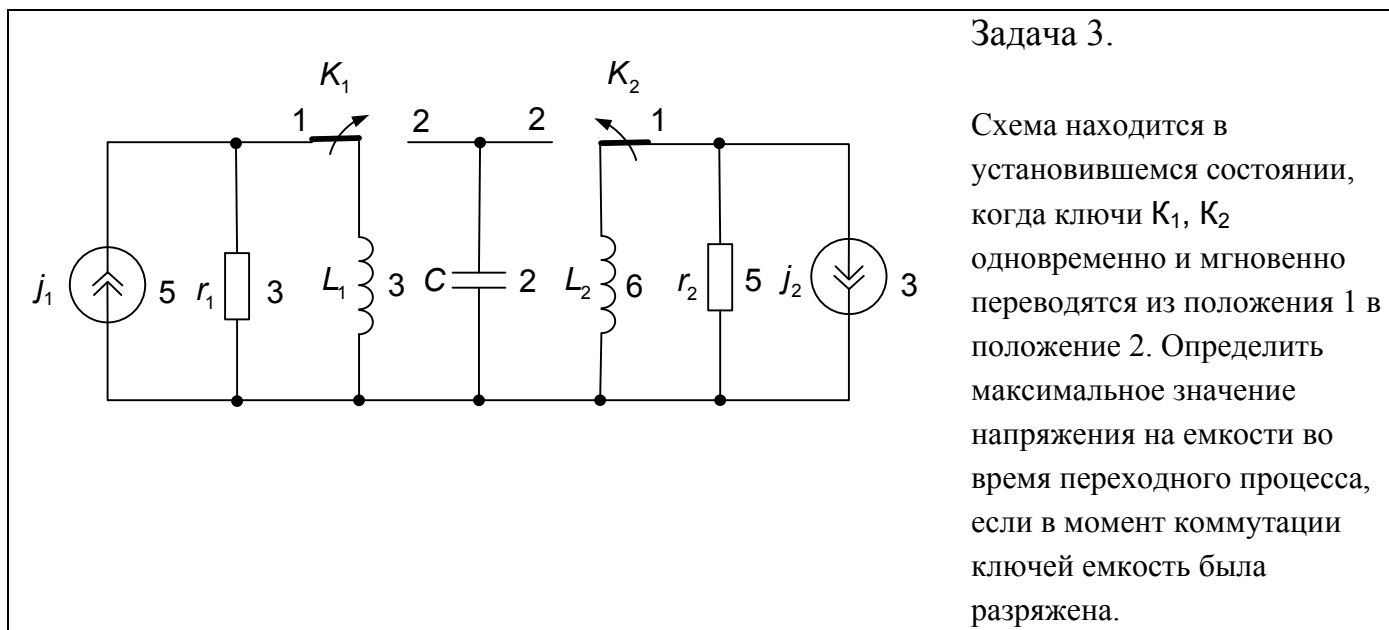 Задача 3.
Схема находится в
установившемся состоянии,
когда ключи К₁, К₂
одновременно и мгновенно
переводятся из положения 1 в
положение 2. Определить
максимальное значение
напряжения на емкости во
время переходного процесса,
если в момент коммутации
ключей емкость была
разряжена.
K₁ K₂
1 2 2 1
j₁ 5 r₁ 3 L₁ 3 C 2 L₂ 6 r₂ 5 j₂ 3